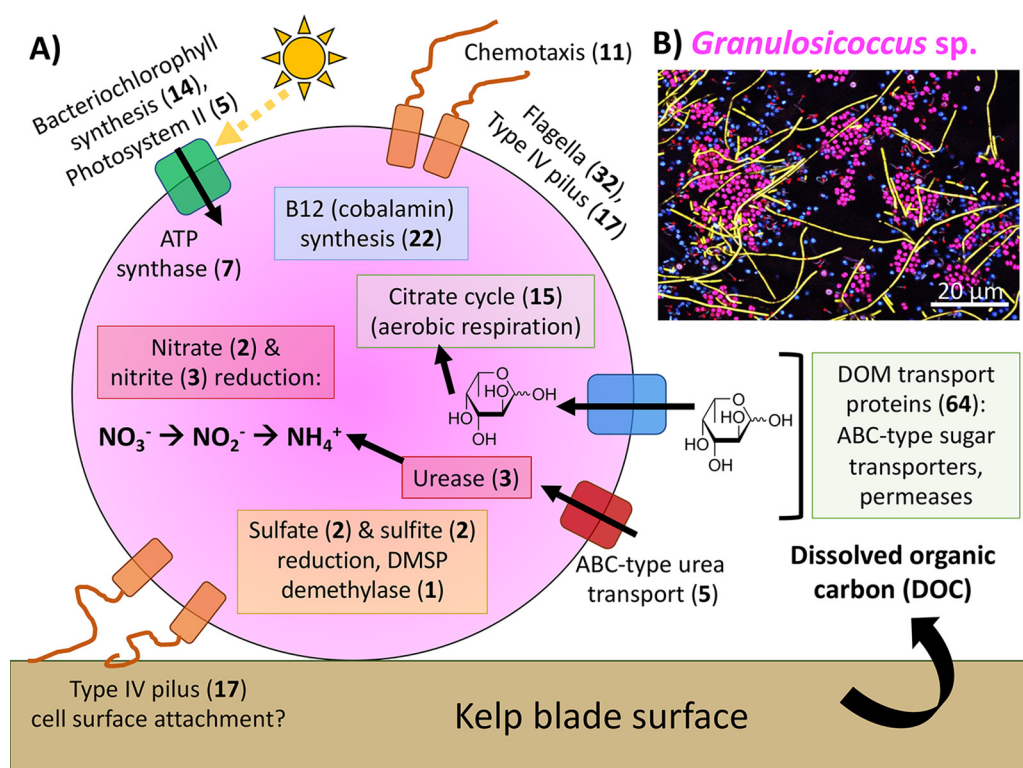 A)
Bacteriochlorophyll
synthesis (14),
Photosystem II (5)
Chemotaxis (11)
Flagella (32),
Type IV pilus (17)
B) Granulosicoccus sp.
20 µm
ATP
synthase (7)
B12 (cobalamin)
synthesis (22)
Citrate cycle (15)
(aerobic respiration)
Nitrate (2) &
nitrite (3) reduction:
NO₃⁻ → NO₂⁻ → NH₄⁺
O
HO
OH
HO
OH
O
HO
OH
HO
OH
DOM transport
proteins (64):
ABC-type sugar
transporters,
permeases
Urease (3)
Sulfate (2) & sulfite (2)
reduction, DMSP
demethylase (1)
ABC-type urea
transport (5)
Dissolved organic
carbon (DOC)
Type IV pilus (17)
cell surface attachment?
Kelp blade surface